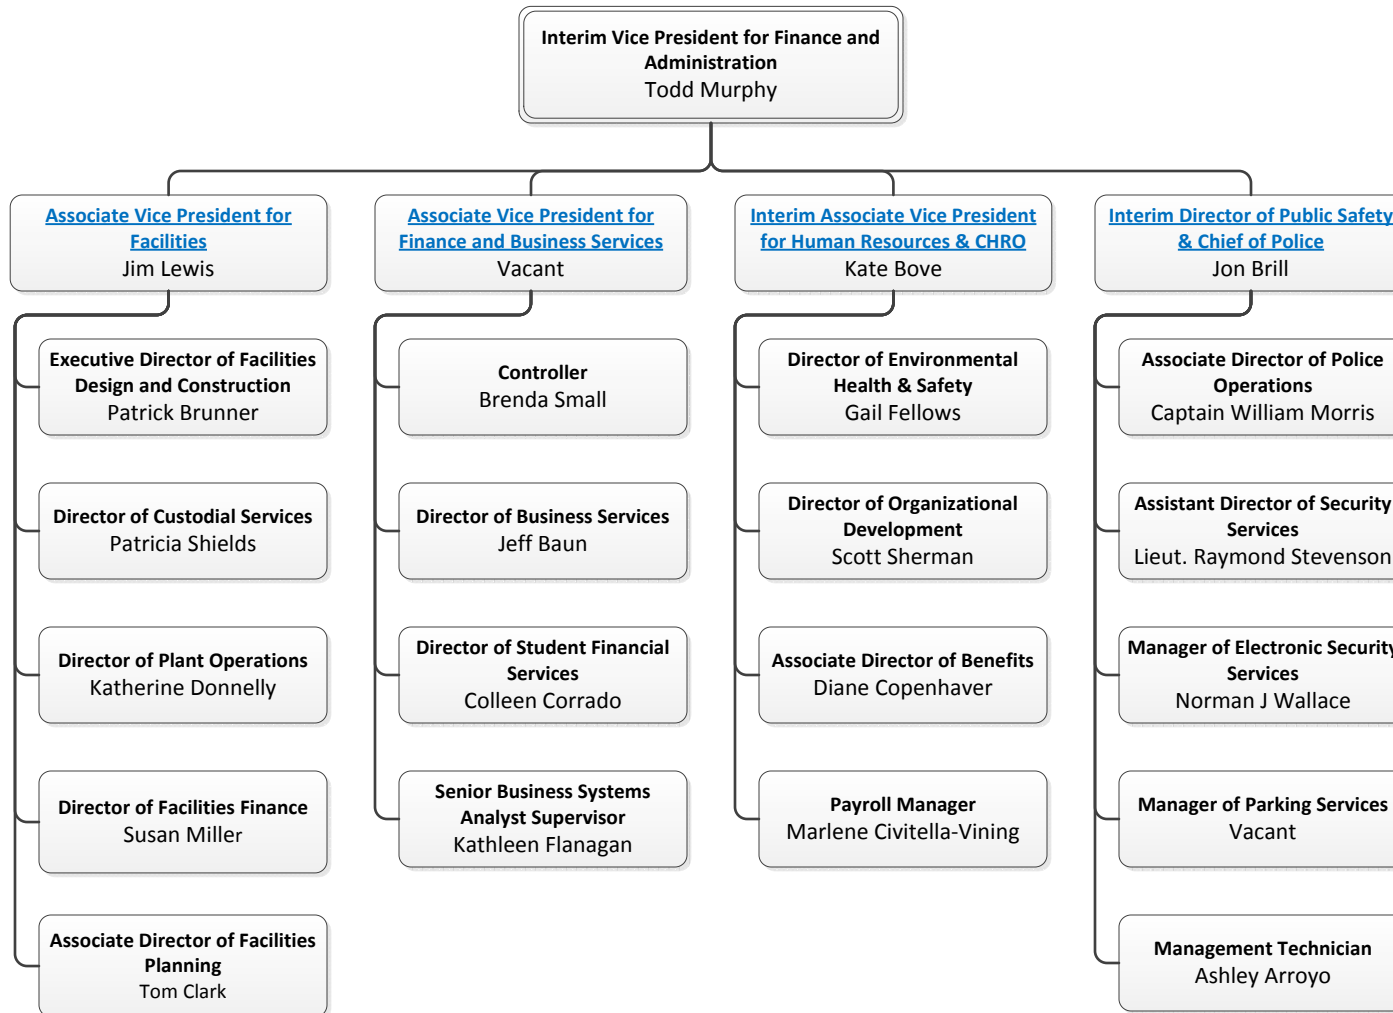 Interim Vice President for Finance and
Administration
Todd Murphy
Associate Vice President for
Facilities
Jim Lewis
Associate Vice President for
Finance and Business Services
Vacant
Interim Associate Vice President
for Human Resources & CHRO
Kate Bove
Interim Director of Public Safety
& Chief of Police
Jon Brill
Executive Director of Facilities
Design and Construction
Patrick Brunner
Controller
Brenda Small
Director of Environmental
Health & Safety
Gail Fellows
Associate Director of Police
Operations
Captain William Morris
Director of Custodial Services
Patricia Shields
Director of Business Services
Jeff Baun
Director of Organizational
Development
Scott Sherman
Assistant Director of Security
Services
Lieut. Raymond Stevenson
Director of Plant Operations
Katherine Donnelly
Director of Student Financial
Services
Colleen Corrado
Associate Director of Benefits
Diane Copenhaver
Manager of Electronic Security
Services
Norman J Wallace
Director of Facilities Finance
Susan Miller
Senior Business Systems
Analyst Supervisor
Kathleen Flanagan
Payroll Manager
Marlene Civitella-Vining
Manager of Parking Services
Vacant
Associate Director of Facilities
Planning
Tom Clark
Management Technician
Ashley Arroyo